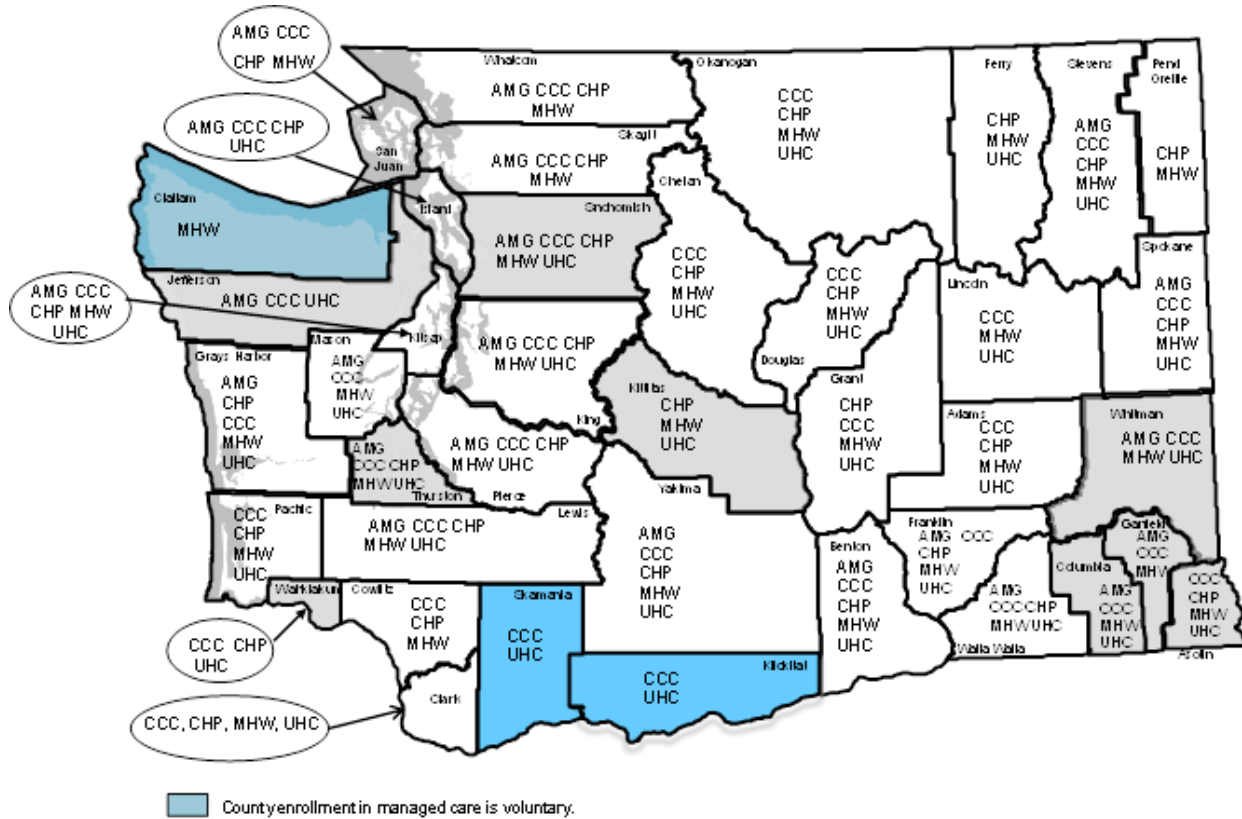 AMG CCC
CHP MHW
AMG CCC CHP
UHC
San
Juan
Whatcom
AMG CCC CHP
MHW
Skagit
AMG CCC CHP
MHW
Okanogan
CCC
CHP
MHW
UHC
Ferry
CHP
MHW
UHC
Stevens
AMG
CCC
CHP
MHW
UHC
Pend
Oreille
CHP
MHW
Clallam
MHW
Island
Snohomish
AMG CCC CHP
MHW UHC
Chelan
CCC
CHP
MHW
UHC
Jefferson
AMG CCC UHC
AMG CCC
CHP MHW
UHC
Kitsap
AMG CCC CHP
MHW UHC
King
CCC
CHP
MHW
UHC
Douglas
Lincoln
CCC
MHW
UHC
Spokane
AMG
CCC
CHP
MHW
UHC
Grays Harbor
AMG
CHP
CCC
MHW
UHC
Mason
AMG
CCC
MHW
UHC
Kittitas
CHP
MHW
UHC
Grant
CHP
CCC
MHW
UHC
Adams
CCC
CHP
MHW
UHC
Whitman
AMG CCC
MHW UHC
AMG
CCC CHP
MHW UHC
Thurston
AMG CCC CHP
MHW UHC
Pierce
Yakima
AMG
CCC
CHP
MHW
UHC
Pacific
CCC
CHP
MHW
UHC
Lewis
AMG CCC CHP
MHW UHC
Benton
AMG
CCC
CHP
MHW
UHC
Franklin
AMG CCC
CHP
MHW
UHC
AMG
CCC CHP
MHW UHC
Walla Walla
Columbia
AMG
CCC
MHW
UHC
Garfield
AMG
CCC
MHW
CCC
CHP
MHW
UHC
Asotin
Wahkiakum
CCC CHP
UHC
Cowlitz
CCC
CHP
MHW
Skamania
CCC
UHC
Klickitat
CCC
UHC
Clark
CCC, CHP, MHW, UHC
County enrollment in managed care is voluntary.